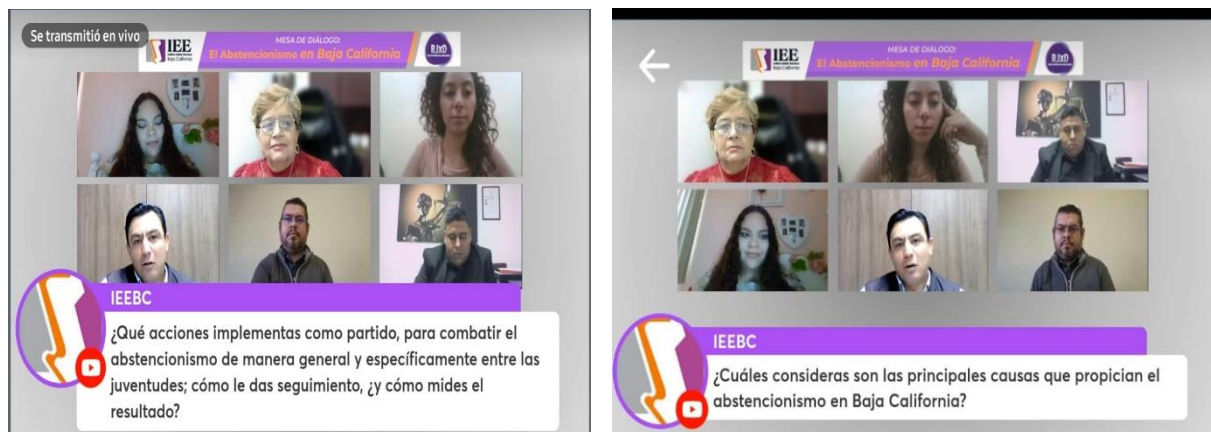 Se transmitió en vivo
IEE
MESA DE DIÁLOGO:
El Abstencionismo en Baja California
RJxD
IEEBC
¿Qué acciones implementas como partido, para combatir el
abstencionismo de manera general y específicamente entre las
juventudes; cómo le das seguimiento, ¿y cómo mides el
resultado?
IEE
MESA DE DIÁLOGO:
El Abstencionismo en Baja California
RJxD
IEEBC
¿Cuáles consideras son las principales causas que propician el
abstencionismo en Baja California?